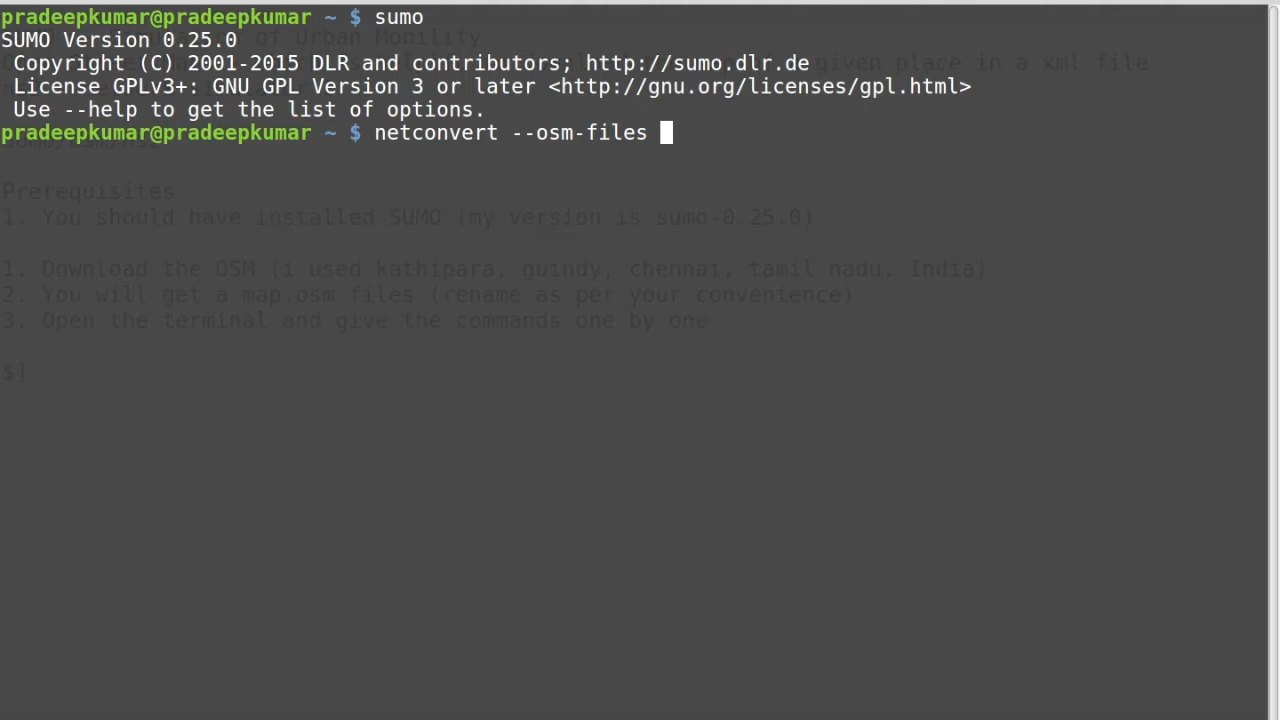 pradeepkumar@pradeepkumar ~ $ sumo
SUMO Version 0.25.0
 Copyright (C) 2001-2015 DLR and contributors; http://sumo.dlr.de
 License GPLv3+: GNU GPL Version 3 or later <http://gnu.org/licenses/gpl.html>
 Use --help to get the list of options.
pradeepkumar@pradeepkumar ~ $ netconvert --osm-files
of Urban Mobility
given place in a xml file
Prerequisites
1. You should have installed SUMO (my version is sumo-0.25.0)
1. Download the OSM (i used kathipara, guindy, chennai, tamil nadu, India)
2. You will get a map.osm files (rename as per your convenience)
3. Open the terminal and give the commands one by one
$]